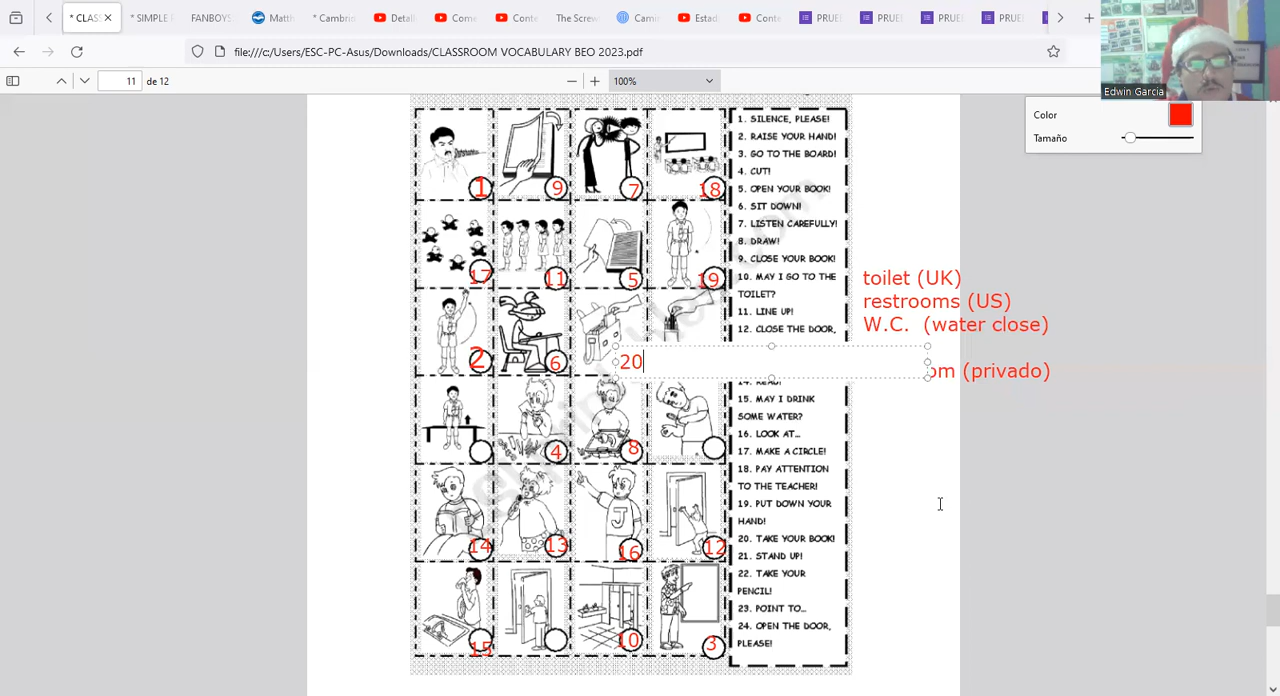 * CLAS
* SIMPLE
FANBOYS
Matth
* Cambrio
Detall
Come
Conte
The Screw
Cami
Estad
Conte
PRUE
PRUE
PRUE
PRUE
file:///c:/Users/ESC-PC-Asus/Downloads/CLASSROOM VOCABULARY BEO 2023.pdf
11 de 12
100%
Edwin Garcia
Color
Tamaño
1 9 7 18
17 11 5 19
2 6 20
4 8
14 13 16 12
15 10 3
J
1. SILENCE, PLEASE!
2. RAISE YOUR HAND!
3. GO TO THE BOARD!
4. CUT!
5. OPEN YOUR BOOK!
6. SIT DOWN!
7. LISTEN CAREFULLY!
8. DRAW!
9. CLOSE YOUR BOOK!
10. MAY I GO TO THE
TOILET?
11. LINE UP!
12. CLOSE THE DOOR,
14. READ!
15. MAY I DRINK
SOME WATER?
16. LOOK AT...
17. MAKE A CIRCLE!
18. PAY ATTENTION
TO THE TEACHER!
19. PUT DOWN YOUR
HAND!
20. TAKE YOUR BOOK!
21. STAND UP!
22. TAKE YOUR
PENCIL!
23. POINT TO...
24. OPEN THE DOOR,
PLEASE!
toilet (UK)
restrooms (US)
W.C. (water close)
om (privado)